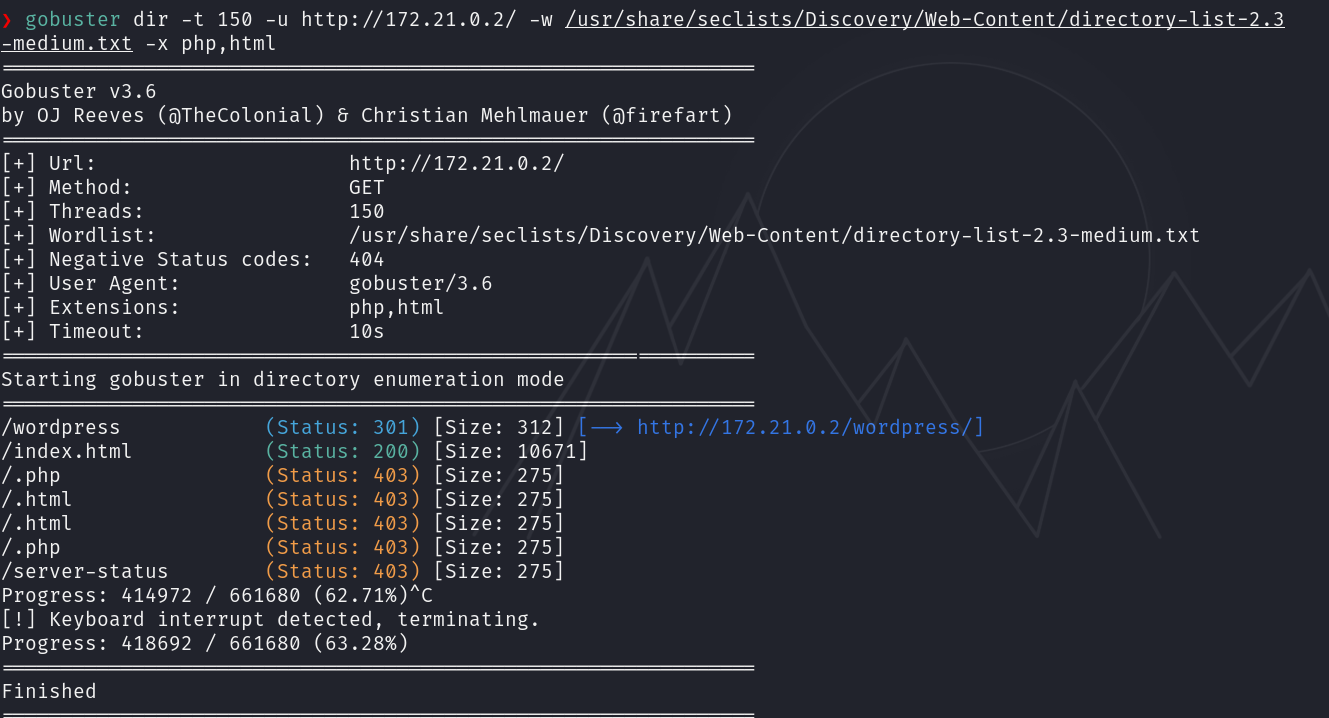 ❯ gobuster dir -t 150 -u http://172.21.0.2/ -w /usr/share/seclists/Discovery/Web-Content/directory-list-2.3
-medium.txt -x php,html
===============================================================
Gobuster v3.6
by OJ Reeves (@TheColonial) & Christian Mehlmauer (@firefart)
===============================================================
[+] Url:                     http://172.21.0.2/
[+] Method:                  GET
[+] Threads:                 150
[+] Wordlist:                /usr/share/seclists/Discovery/Web-Content/directory-list-2.3-medium.txt
[+] Negative Status codes:   404
[+] User Agent:              gobuster/3.6
[+] Extensions:              php,html
[+] Timeout:                 10s
===============================================================
Starting gobuster in directory enumeration mode
===============================================================
/wordpress            (Status: 301) [Size: 312] [--> http://172.21.0.2/wordpress/]
/index.html           (Status: 200) [Size: 10671]
/.php                 (Status: 403) [Size: 275]
/.html                (Status: 403) [Size: 275]
/.html                (Status: 403) [Size: 275]
/.php                 (Status: 403) [Size: 275]
/server-status        (Status: 403) [Size: 275]
Progress: 414972 / 661680 (62.71%)^C
[!] Keyboard interrupt detected, terminating.
Progress: 418692 / 661680 (63.28%)
===============================================================
Finished
===============================================================